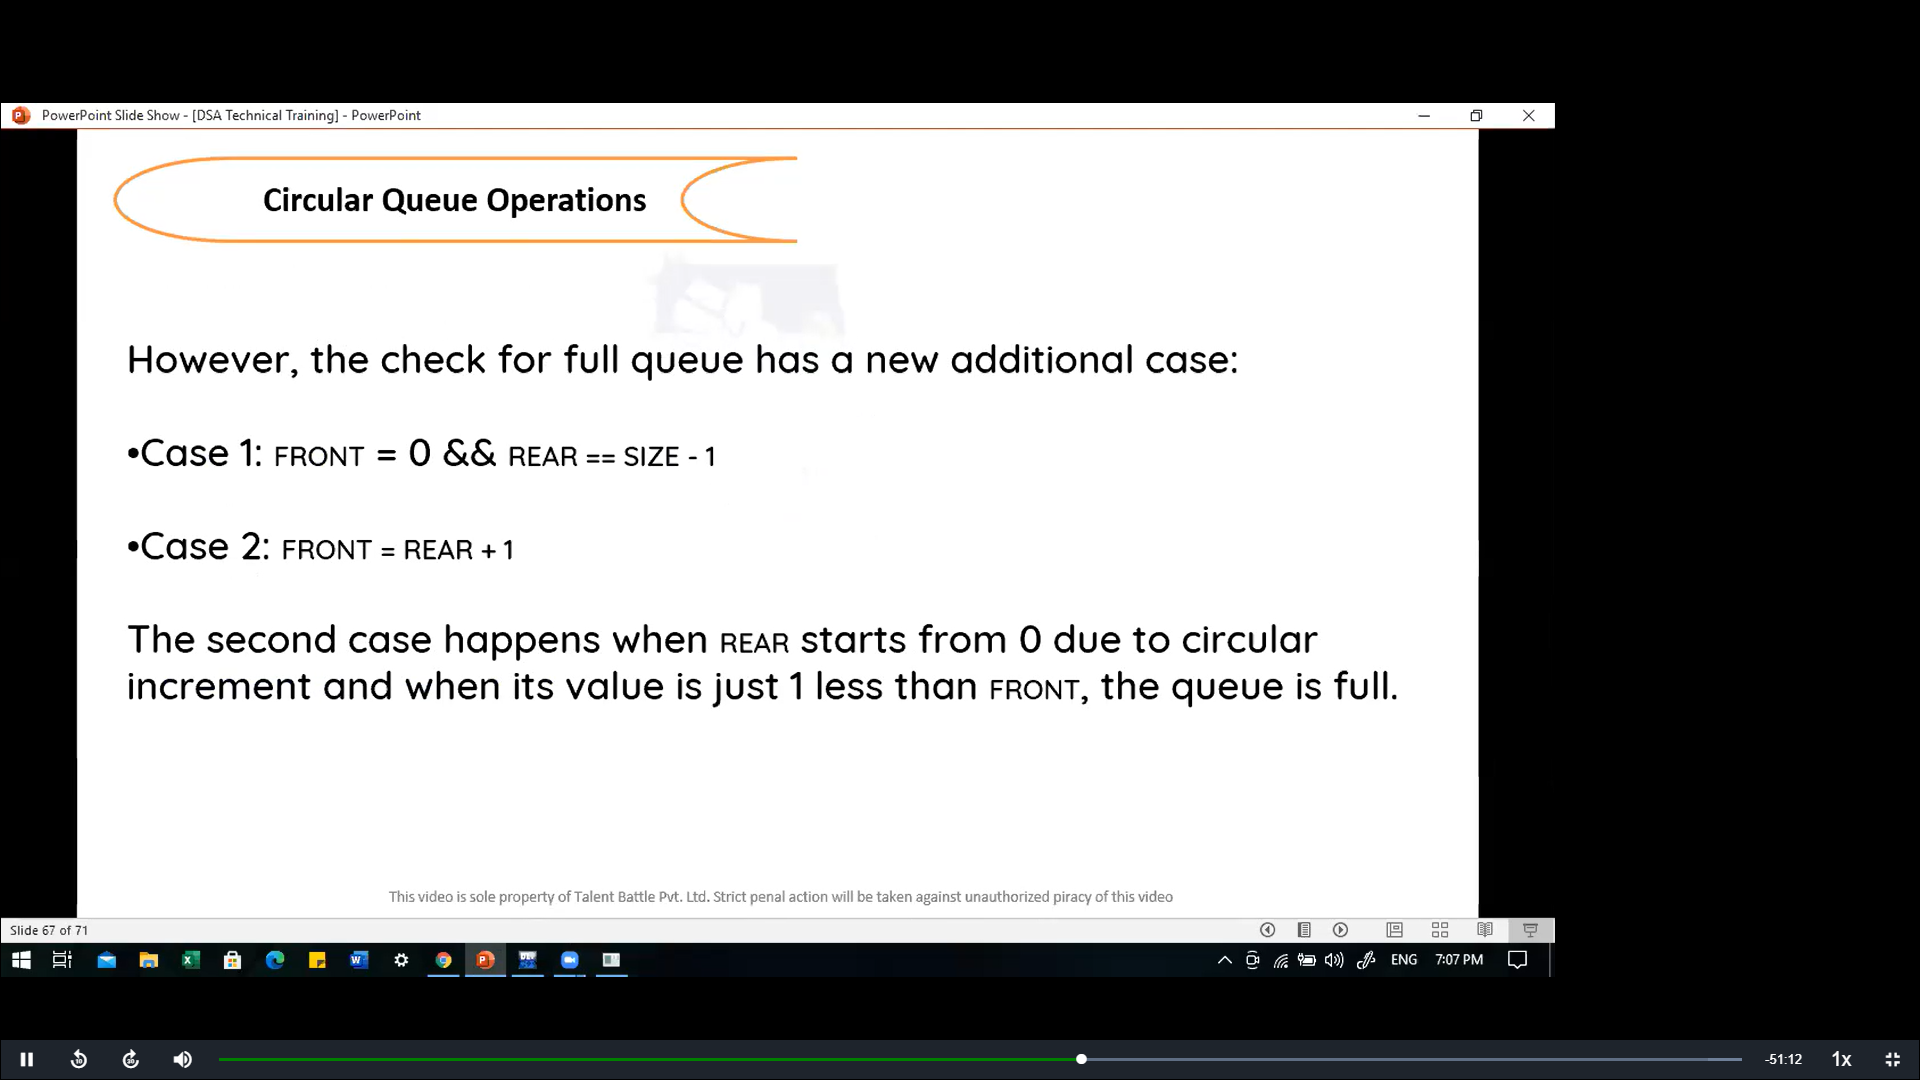 PowerPoint Slide Show - [DSA Technical Training] - PowerPoint
Circular Queue Operations
However, the check for full queue has a new additional case:
•Case 1: FRONT = 0 && REAR == SIZE - 1
•Case 2: FRONT = REAR + 1
The second case happens when REAR starts from 0 due to circular
increment and when its value is just 1 less than FRONT, the queue is full.
This video is sole property of Talent Battle Pvt. Ltd. Strict penal action will be taken against unauthorized piracy of this video
Slide 67 of 71
ENG 7:07 PM
-51:12 1x